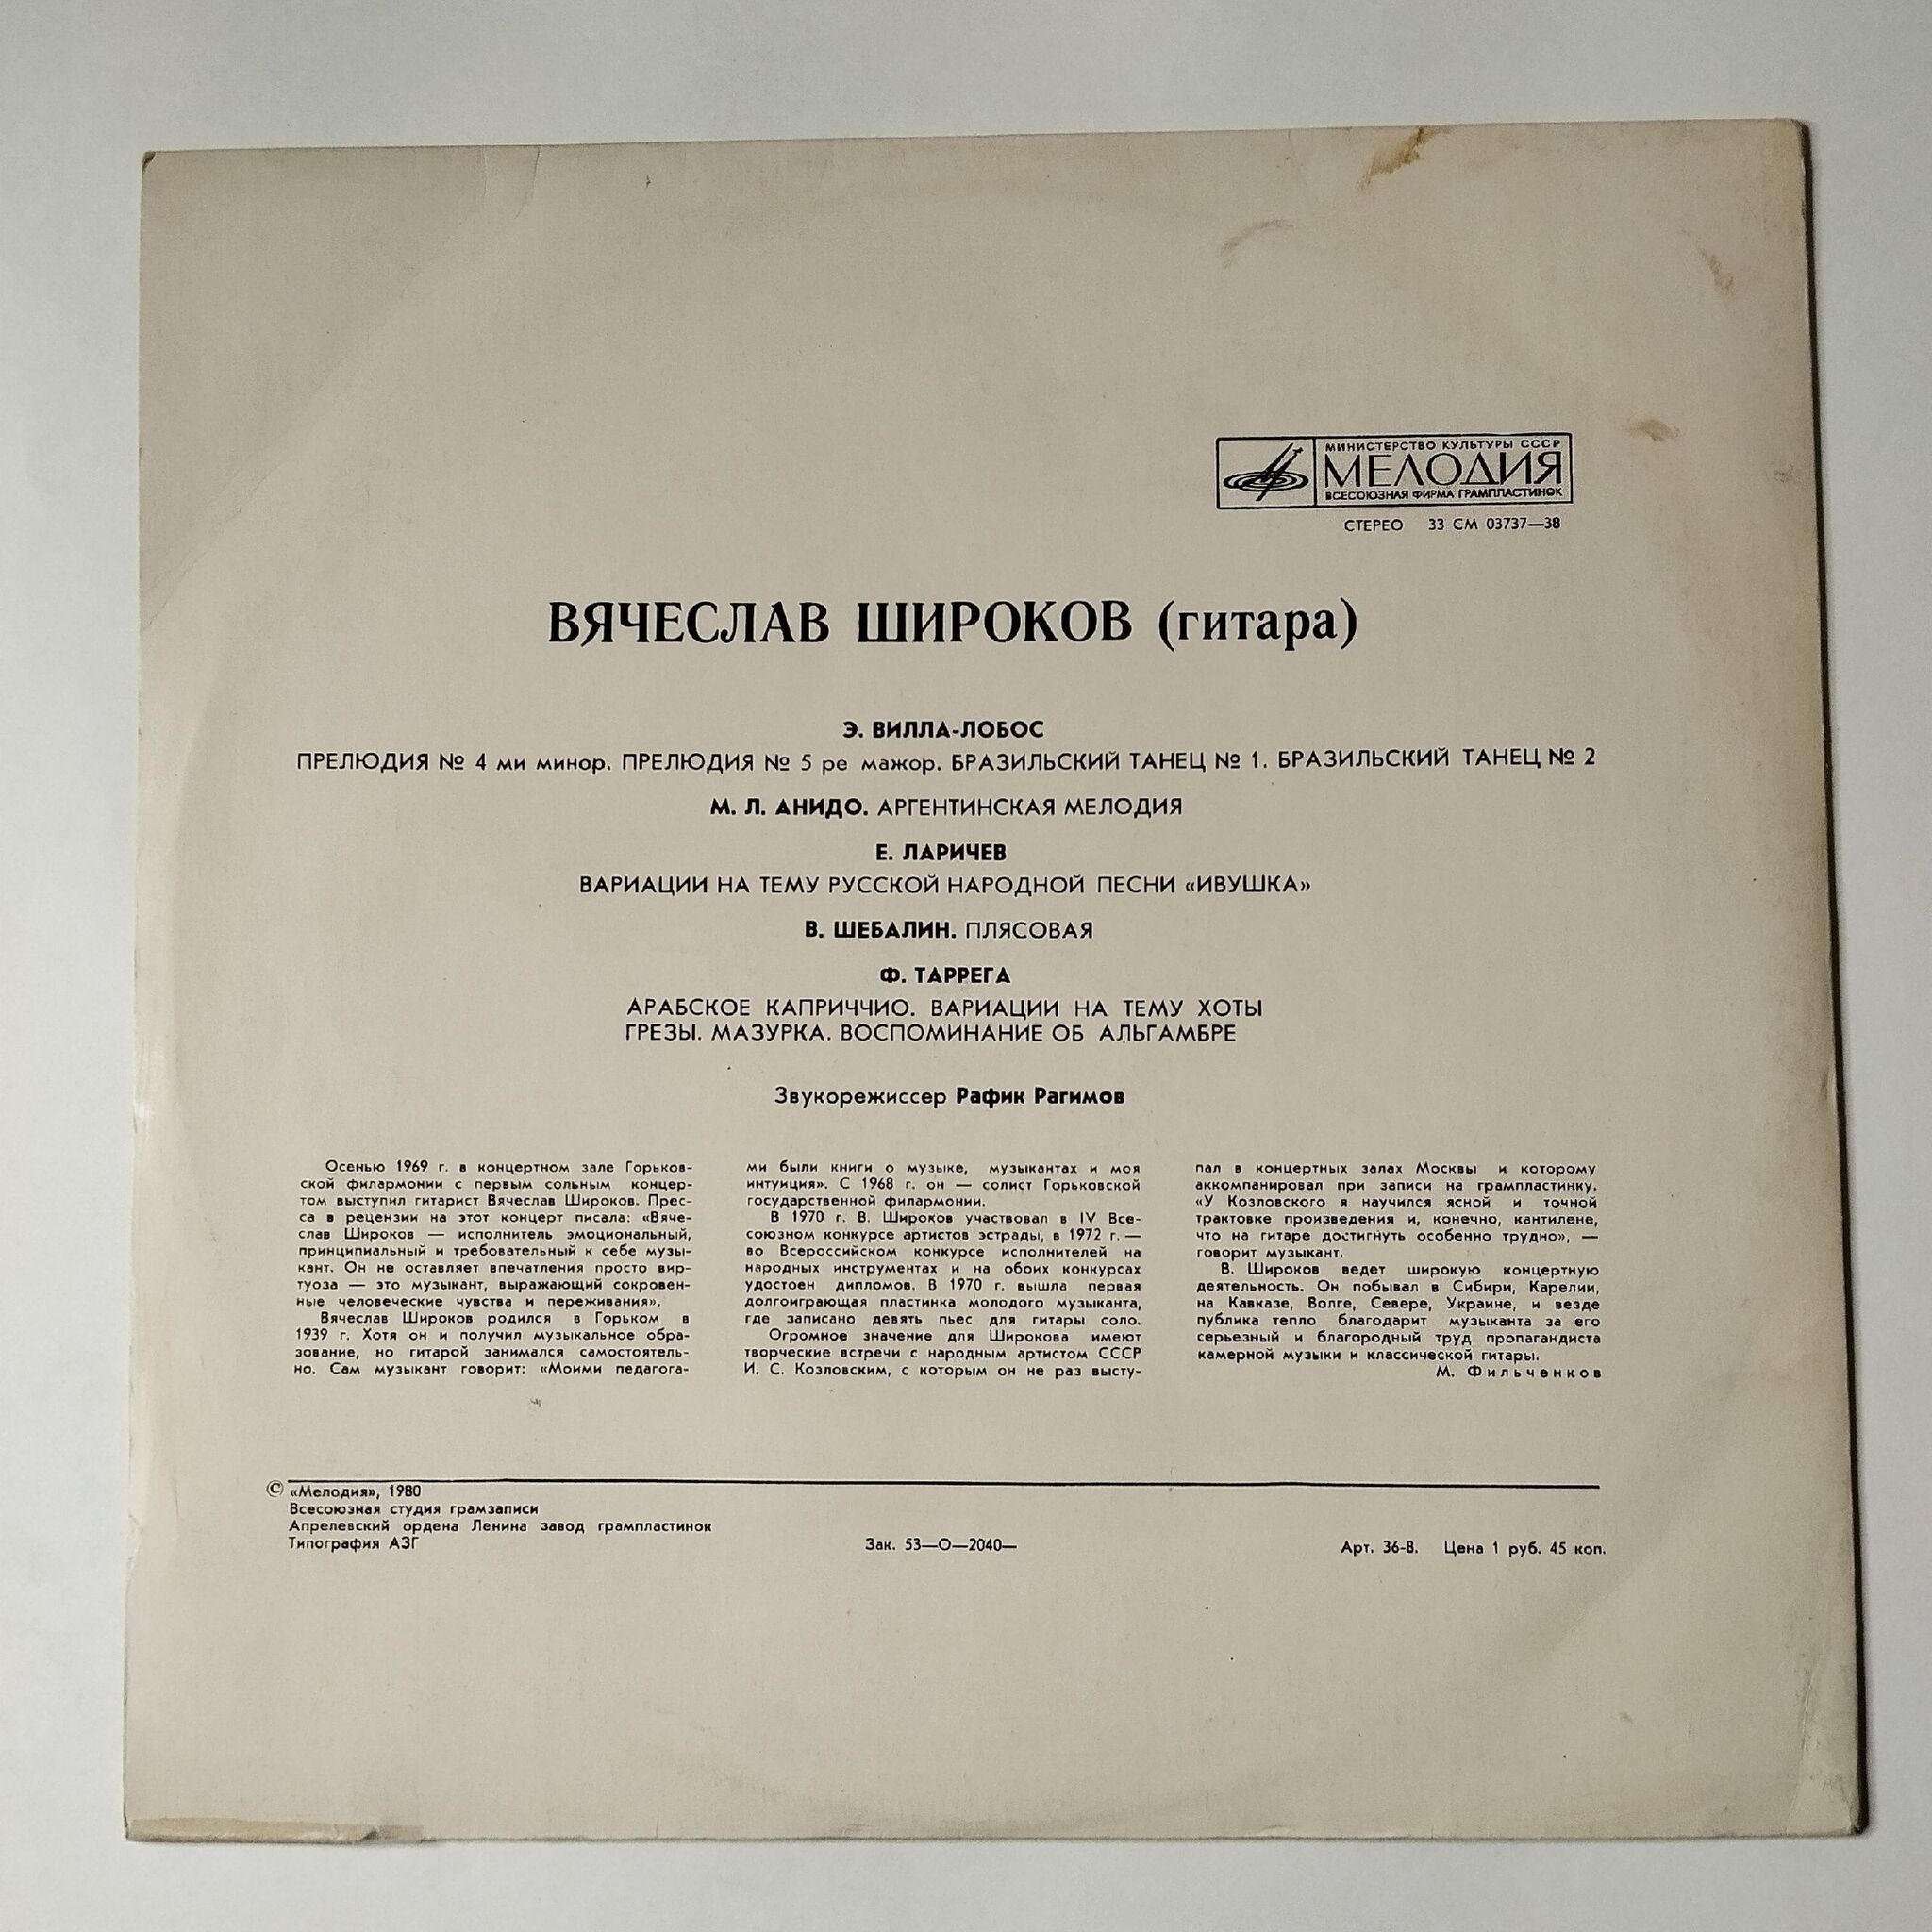 МИНИСТЕРСТВО КУЛЬТУРЫ СССР
МЕЛОДИЯ
ВСЕСОЮЗНАЯ ФИРМА ГРАМПЛАСТИНОК
СТЕРЕО 33 СМ 03737—38
ВЯЧЕСЛАВ ШИРОКОВ (гитара)
Э. ВИЛЛА-ЛОБОС
ПРЕЛЮДИЯ № 4 ми минор. ПРЕЛЮДИЯ № 5 ре мажор. БРАЗИЛЬСКИЙ ТАНЕЦ № 1. БРАЗИЛЬСКИЙ ТАНЕЦ № 2
М. Л. АНИДО. АРГЕНТИНСКАЯ МЕЛОДИЯ
Е. ЛАРИЧЕВ
ВАРИАЦИИ НА ТЕМУ РУССКОЙ НАРОДНОЙ ПЕСНИ «ИВУШКА»
В. ШЕБАЛИН. ПЛЯСОВАЯ
Ф. ТАРРЕГА
АРАБСКОЕ КАПРИЧЧИО. ВАРИАЦИИ НА ТЕМУ ХОТЫ
ГРЕЗЫ. МАЗУРКА. ВОСПОМИНАНИЕ ОБ АЛЬГАМБРЕ
Звукорежиссер Рафик Рагимов
Осенью 1969 г. в концертном зале Горьков-
ской филармонии с первым сольным концер-
том выступил гитарист Вячеслав Широков. Прес-
са в рецензии на этот концерт писала: «Вяче-
слав Широков — исполнитель эмоциональный,
принципиальный и требовательный к себе музы-
кант. Он не оставляет впечатления просто вир-
туоза — это музыкант, выражающий сокровен-
ные человеческие чувства и переживания».
Вячеслав Широков родился в Горьком в
1939 г. Хотя он и получил музыкальное обра-
зование, но гитарой занимался самостоятель-
но. Сам музыкант говорит: «Моими педагога-
ми были книги о музыке, музыкантах и моя
интуиция». С 1968 г. он — солист Горьковской
государственной филармонии.
В 1970 г. В. Широков участвовал в IV Все-
союзном конкурсе артистов эстрады, в 1972 г. —
во Всероссийском конкурсе исполнителей на
народных инструментах и на обоих конкурсах
удостоен дипломов. В 1970 г. вышла первая
долгоиграющая пластинка молодого музыканта,
где записано девять пьес для гитары соло.
Огромное значение для Широкова имеют
творческие встречи с народным артистом СССР
И. С. Козловским, с которым он не раз высту-
пал в концертных залах Москвы и которому
аккомпанировал при записи на грампластинку.
«У Козловского я научился ясной и точной
трактовке произведения и, конечно, кантилене,
что на гитаре достигнуть особенно трудно», —
говорит музыкант.
В. Широков ведет широкую концертную
деятельность. Он побывал в Сибири, Карелии,
на Кавказе, Волге, Севере, Украине, и везде
публика тепло благодарит музыканта за его
серьезный и благородный труд пропагандиста
камерной музыки и классической гитары.
М. Фильченков
© «Мелодия», 1980
Всесоюзная студия грамзаписи
Апрелевский ордена Ленина завод грампластинок
Типография АЗГ
Зак. 53—О—2040—
Арт. 36-8. Цена 1 руб. 45 коп.